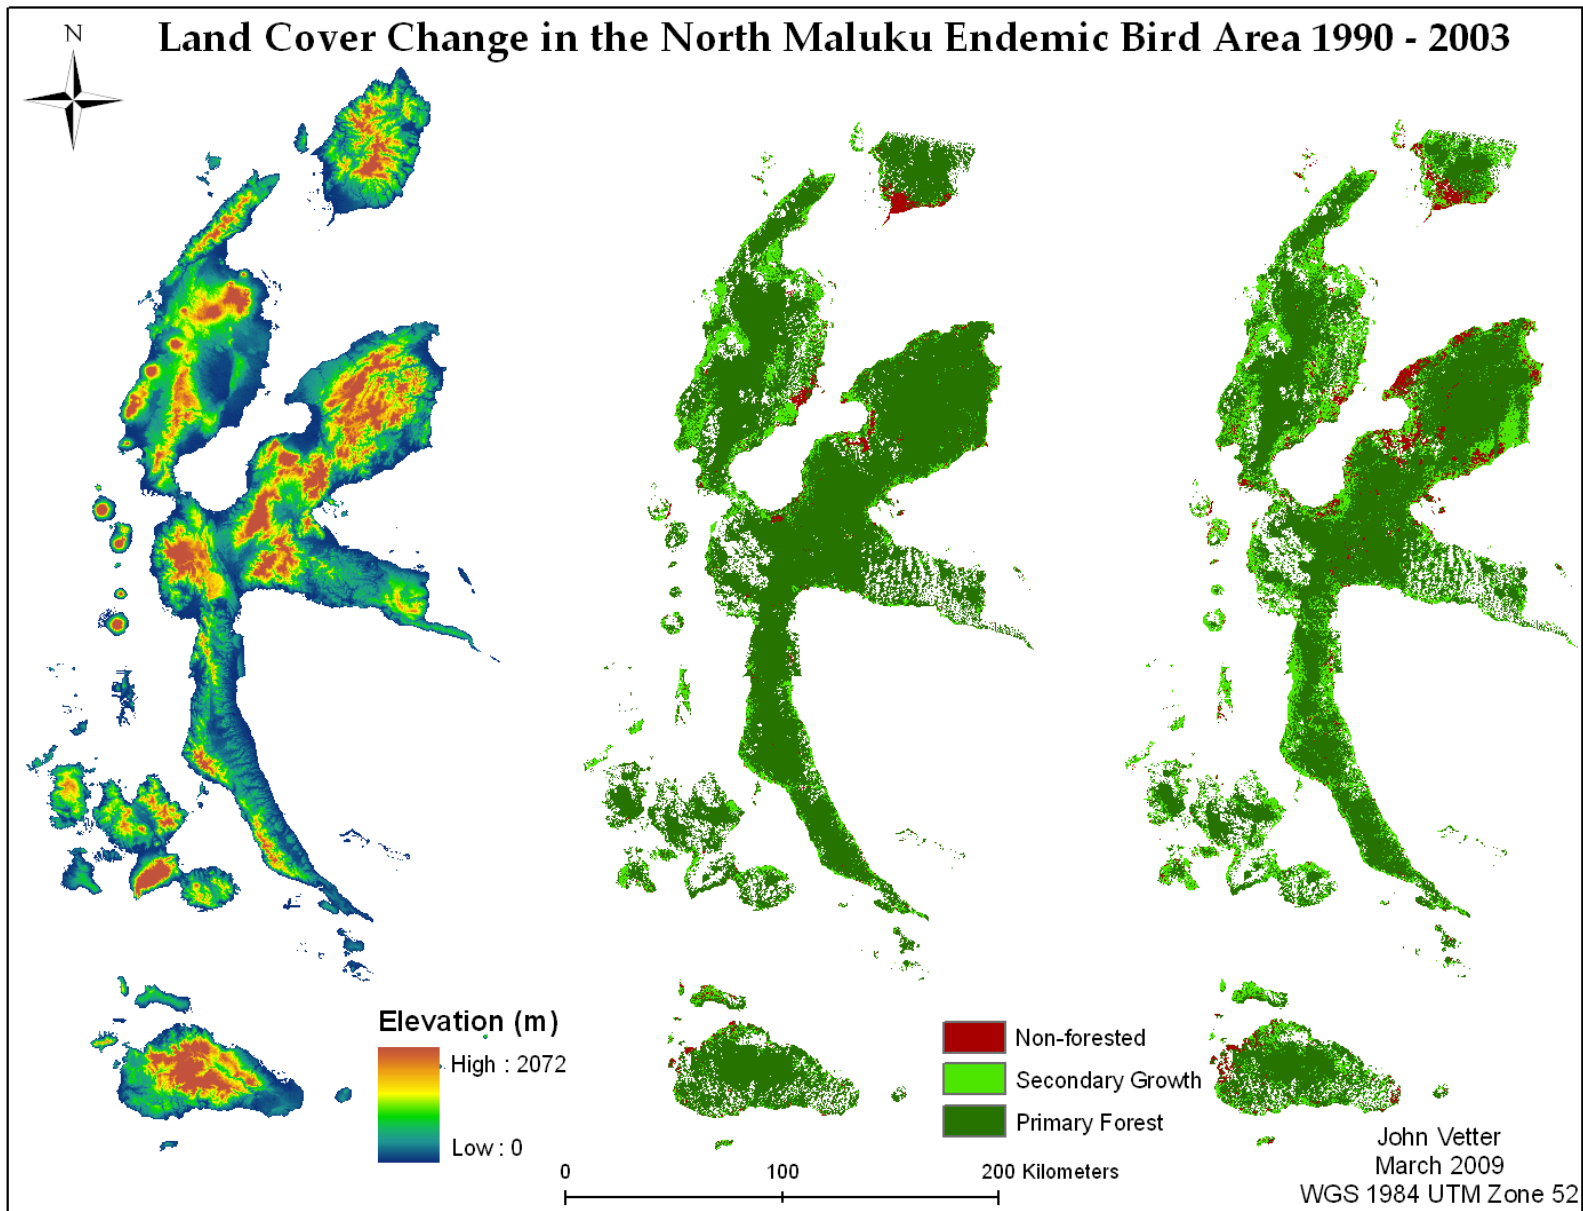 N
Land Cover Change in the North Maluku Endemic Bird Area 1990 - 2003
Elevation (m)
High : 2072
Low : 0
Non-forested
Secondary Growth
Primary Forest
0 100 200 Kilometers
John Vetter
March 2009
WGS 1984 UTM Zone 52